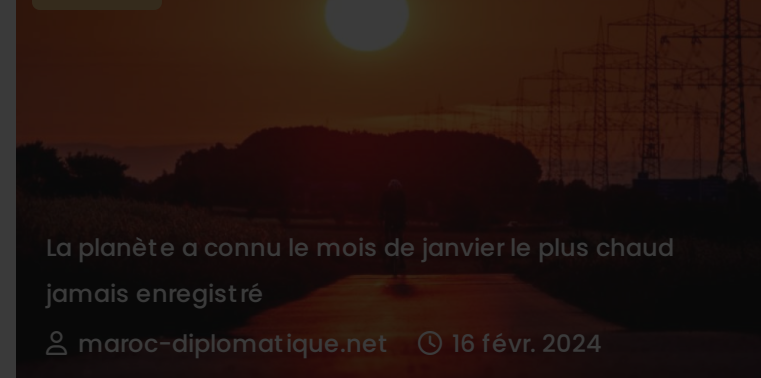 La planète a connu le mois de janvier le plus chaud
jamais enregistré
maroc-diplomatique.net 16 févr. 2024